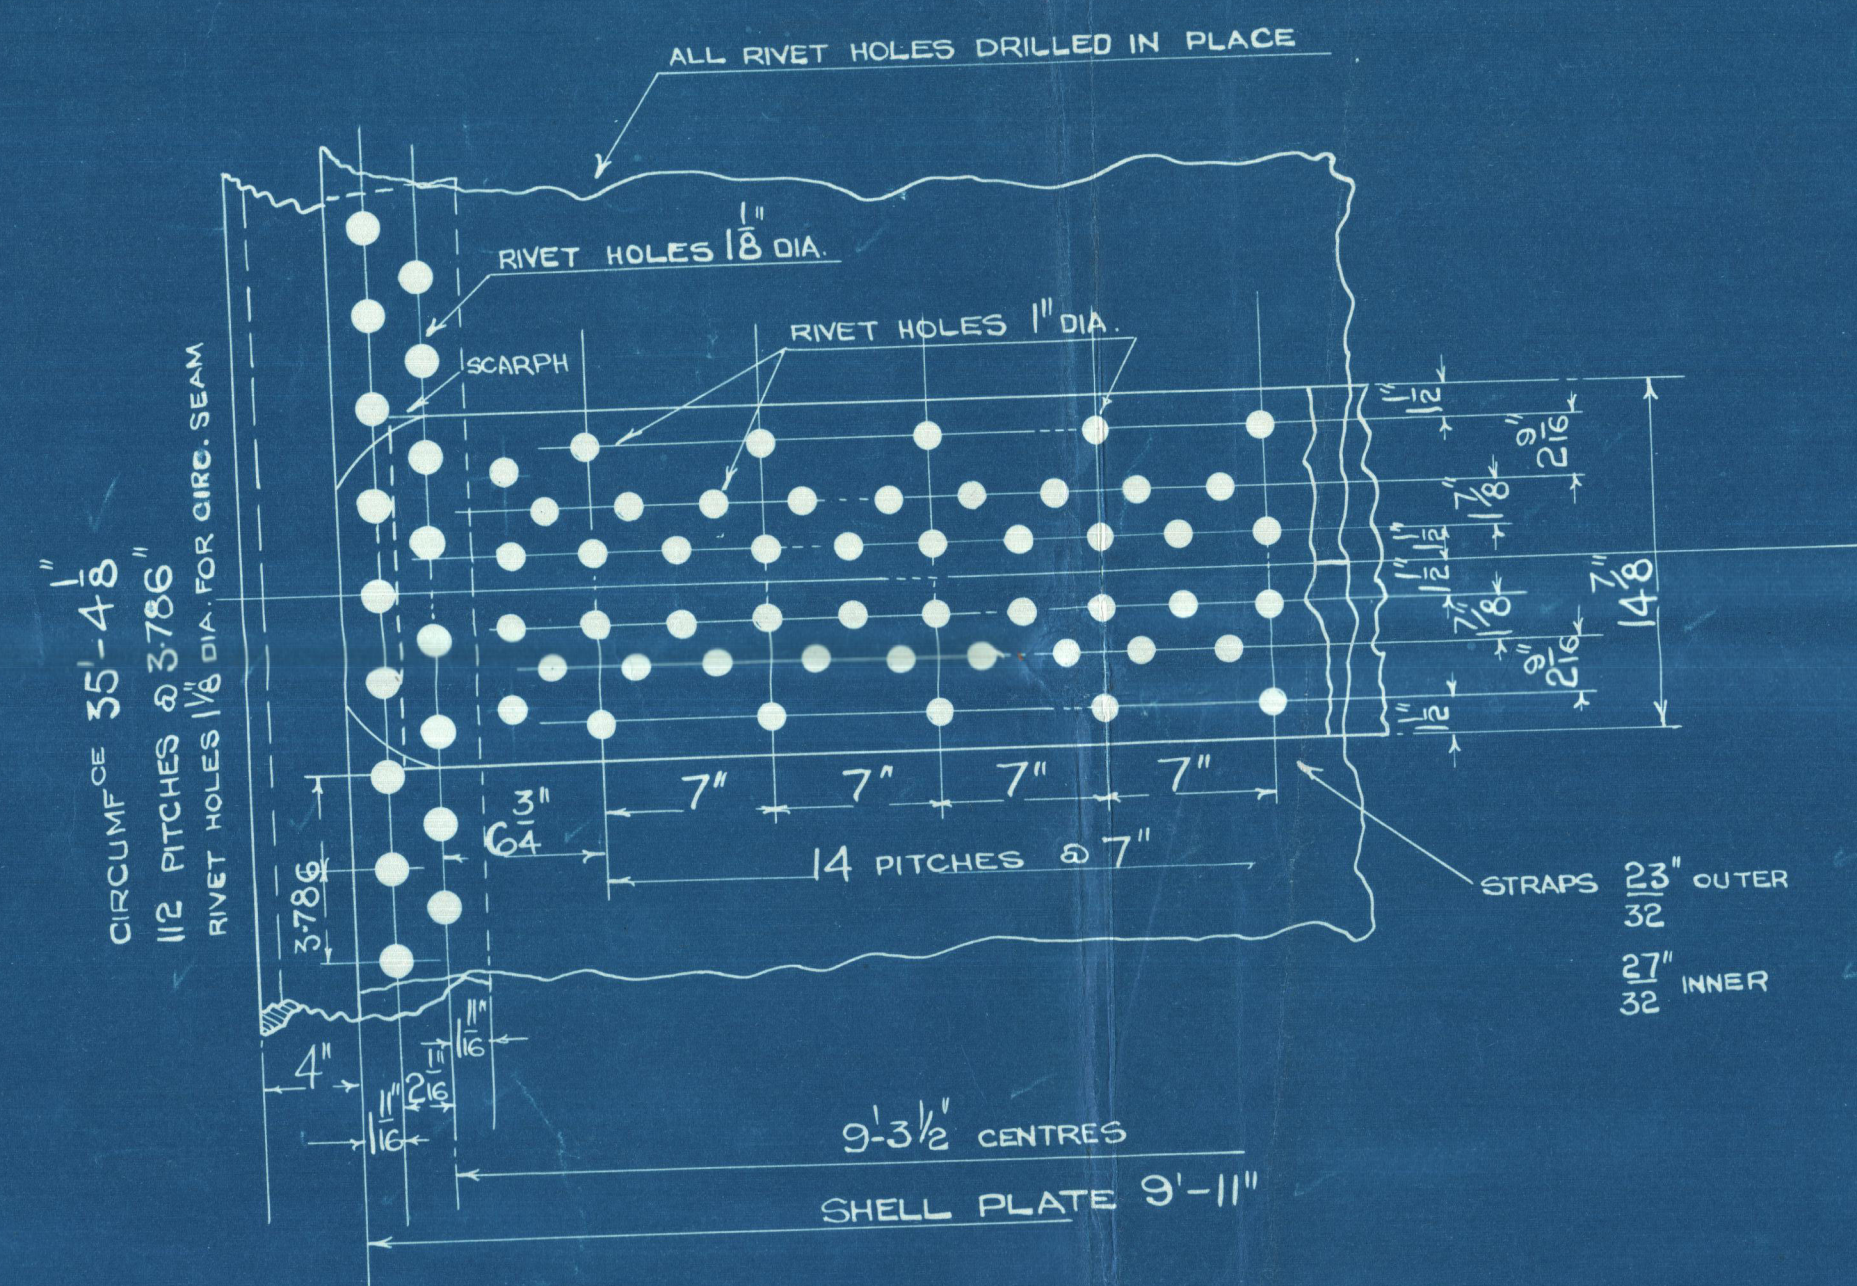 ALL RIVET HOLES DRILLED IN PLACE
RIVET HOLES 1 1/8" DIA.
RIVET HOLES 1" DIA.
SCARPH
CIRCUMF CE 35'-4 1/8"
112 PITCHES @ 3·786"
RIVET HOLES 1 1/8" DIA. FOR CIRC. SEAM
1 1/2"
2 9/16"
1 7/8"
1 1/2"
1 1/2"
1 7/8"
2 9/16"
1 1/2"
14 7/8"
7" 7" 7" 7"
6 3/4"
14 PITCHES @ 7"
3·786
STRAPS 23/32" OUTER
27/32" INNER
1 11/16"
4"
2 11/16"
1 11/16"
9'-3 1/2" CENTRES
SHELL PLATE 9'-11"